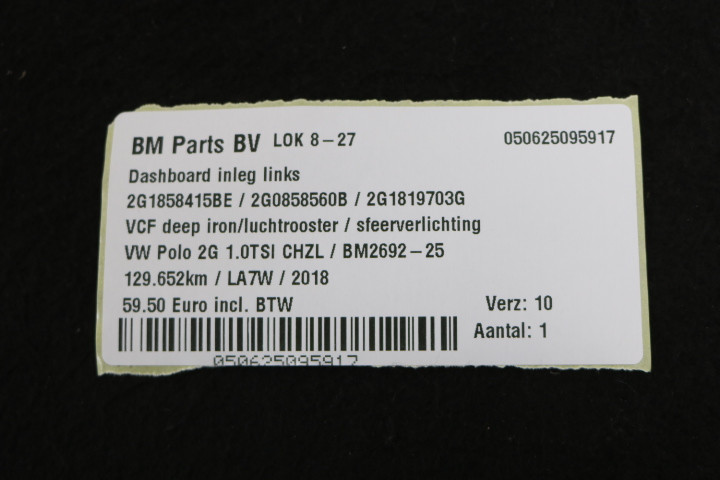 BM Parts BV LOK 8-27 050625095917
Dashboard inleg links
2G1858415BE / 2G0858560B / 2G1819703G
VCF deep iron/luchtrooster / sfeerverlichting
VW Polo 2G 1.0TSI CHZL / BM2692-25
129.652km / LA7W / 2018
59.50 Euro incl. BTW Verz: 10
Aantal: 1
050625095917